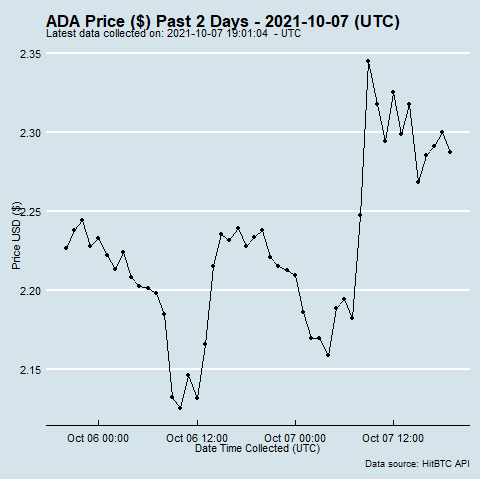 ADA Price ($) Past 2 Days - 2021-10-07 (UTC)
Latest data collected on: 2021-10-07 19:01:04 - UTC
2.35
2.30
2.25
2.20
2.15
Price USD ($)
Oct 06 00:00 Oct 06 12:00 Oct 07 00:00 Oct 07 12:00
Date Time Collected (UTC)
Data source: HitBTC API